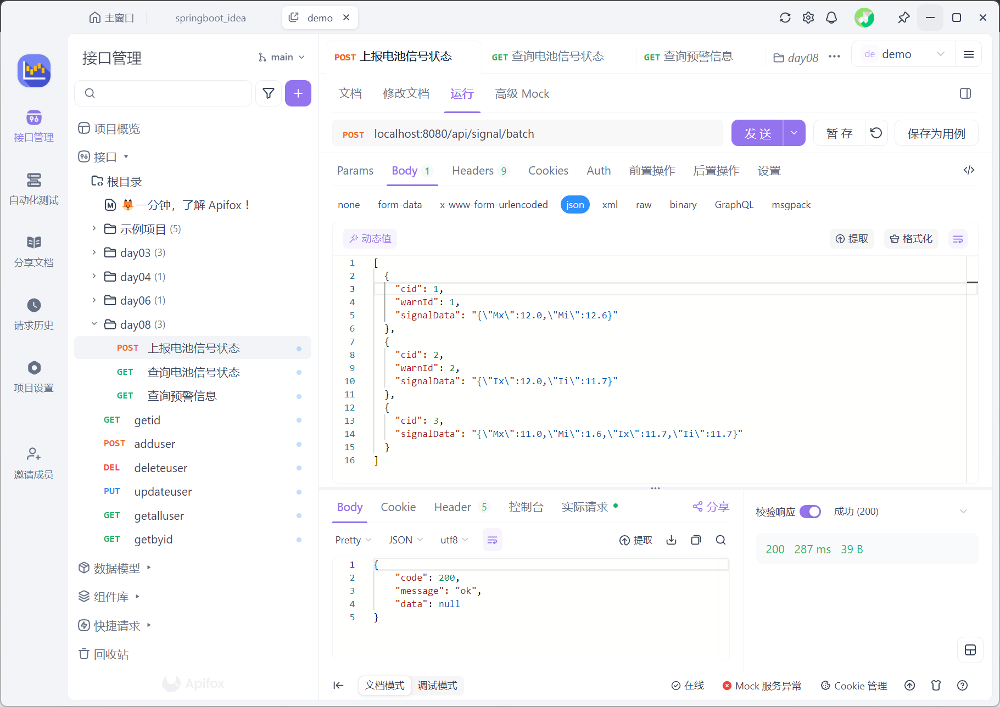 主窗口
springboot_idea
demo
接口管理
自动化测试
分享文档
请求历史
项目设置
邀请成员
接口管理
main
项目概览
接口
根目录
一分钟，了解 Apifox！
示例项目 (5)
day03 (3)
day04 (1)
day06 (1)
day08 (3)
POST 上报电池信号状态
GET 查询电池信号状态
GET 查询预警信息
GET getid
POST adduser
DEL deleteuser
PUT updateuser
GET getalluser
GET getbyid
数据模型
组件库
快捷请求
回收站
Apifox
POST 上报电池信号状态
GET 查询电池信号状态
GET 查询预警信息
day08
de demo
文档 修改文档 运行 高级 Mock
POST localhost:8080/api/signal/batch
发 送
暂 存
保存为用例
Params Body 1 Headers 9 Cookies Auth 前置操作 后置操作 设置
none form-data x-www-form-urlencoded json xml raw binary GraphQL msgpack
动态值
提取
格式化
1 [
2 {
3 "cid": 1,
4 "warnId": 1,
5 "signalData": "{\"Mx\":12.0,\"Mi\":12.6}"
6 },
7 {
8 "cid": 2,
9 "warnId": 2,
10 "signalData": "{\"Ix\":12.0,\"Ii\":11.7}"
11 },
12 {
13 "cid": 3,
14 "signalData": "{\"Mx\":11.0,\"Mi\":1.6,\"Ix\":11.7,\"Ii\":11.7}"
15 }
16 ]
Body Cookie Header 5 控制台 实际请求 分享
Pretty JSON utf8 提取
1 {
2 "code": 200,
3 "message": "ok",
4 "data": null
5 }
校验响应 成功 (200)
200 287 ms 39 B
文档模式 调试模式
在线 Mock 服务异常 Cookie 管理